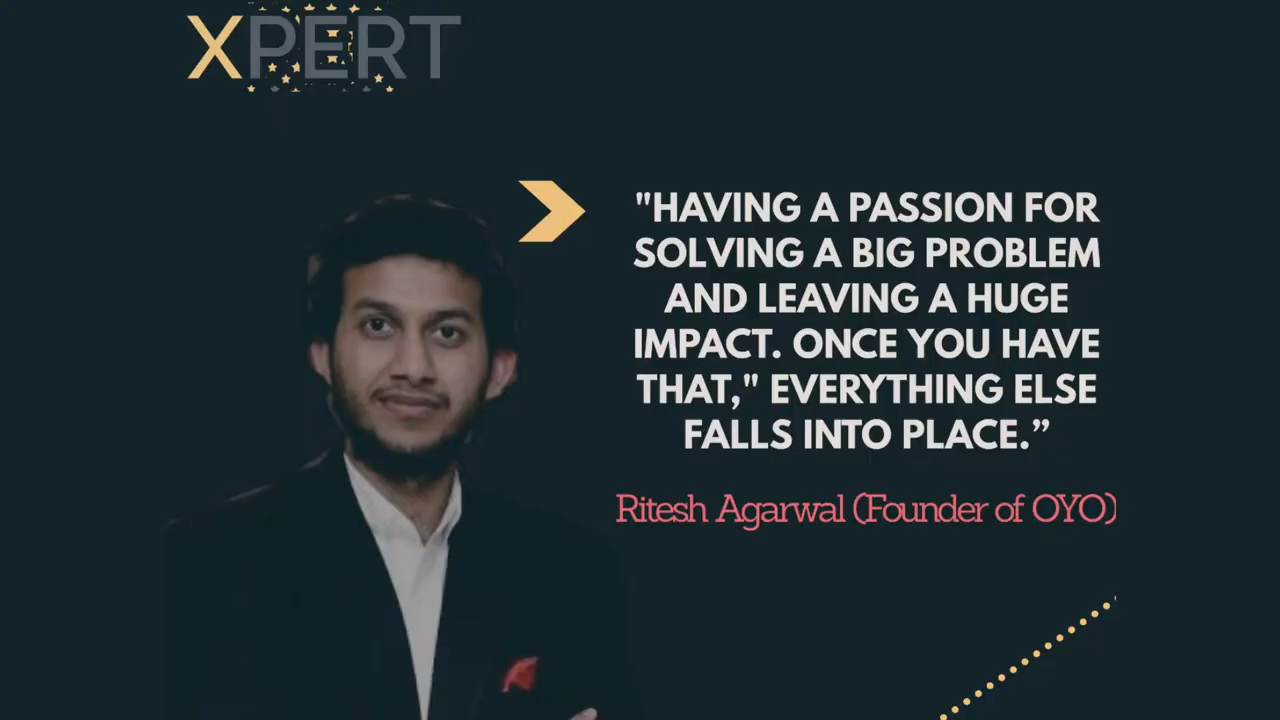 XPERT
"HAVING A PASSION FOR
SOLVING A BIG PROBLEM
AND LEAVING A HUGE
IMPACT. ONCE YOU HAVE
THAT," EVERYTHING ELSE
FALLS INTO PLACE.”
Ritesh Agarwal (Founder of OYO)